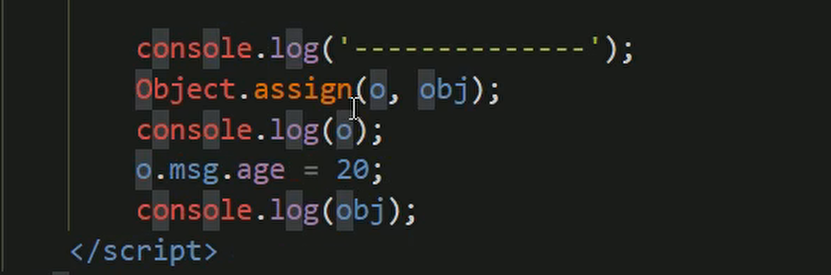 console.log('--------------');
Object.assign(o, obj);
console.log(o);
o.msg.age = 20;
console.log(obj);
</script>